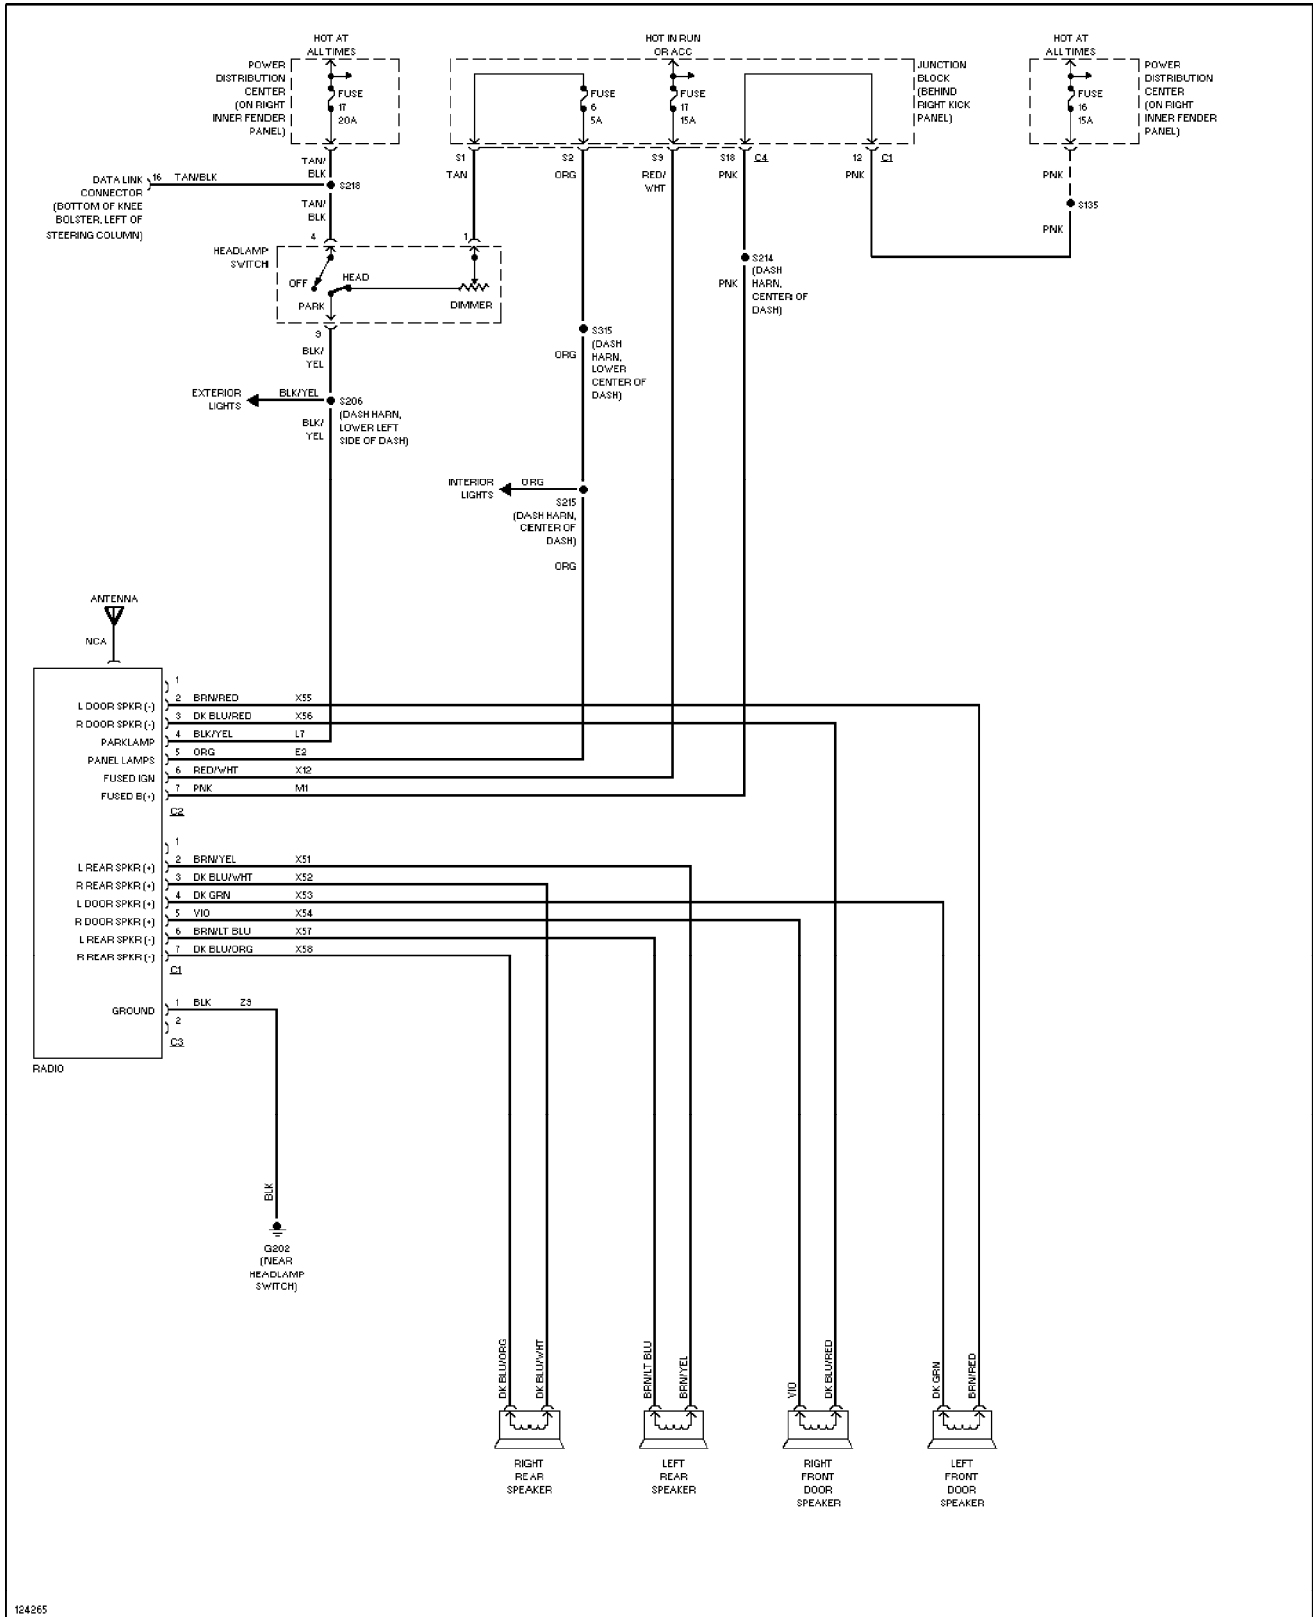 HOT AT
ALL TIMES
POWER
DISTRIBUTION
CENTER
(ON RIGHT
INNER FENDER
PANEL)
FUSE
17
20A
HOT IN RUN
OR ACC
FUSE
6
5A
FUSE
17
15A
JUNCTION
BLOCK
(BEHIND
RIGHT KICK
PANEL)
HOT AT
ALL TIMES
FUSE
16
15A
POWER
DISTRIBUTION
CENTER
(ON RIGHT
INNER FENDER
PANEL)
TAN/
BLK
S1
TAN
S2
ORG
S9
RED/
WHT
S18
C4
PNK
12
C1
PNK
PNK
S135
PNK
DATA LINK
CONNECTOR
(BOTTOM OF KNEE
BOLSTER, LEFT OF
STEERING COLUMN)
16 TAN/BLK
S218
TAN/
BLK
4
1
HEADLAMP
SWITCH
OFF
HEAD
PARK
DIMMER
9
BLK/
YEL
S214
(DASH
HARN,
CENTER OF
DASH)
PNK
S315
(DASH
HARN,
LOWER
CENTER OF
DASH)
ORG
EXTERIOR
LIGHTS
BLK/YEL
S206
(DASH HARN,
LOWER LEFT
SIDE OF DASH)
BLK/
YEL
INTERIOR
LIGHTS
ORG
S215
(DASH HARN,
CENTER OF
DASH)
ORG
ANTENNA
NCA
1
L DOOR SPKR (-) 2 BRN/RED X55
R DOOR SPKR (-) 3 DK BLU/RED X56
PARKLAMP 4 BLK/YEL L7
PANEL LAMPS 5 ORG E2
FUSED IGN 6 RED/WHT X12
FUSED B(+) 7 PNK M1
C2
1
L REAR SPKR (+) 2 BRN/YEL X51
R REAR SPKR (+) 3 DK BLU/WHT X52
L DOOR SPKR (+) 4 DK GRN X53
R DOOR SPKR (+) 5 VIO X54
L REAR SPKR (-) 6 BRN/LT BLU X57
R REAR SPKR (-) 7 DK BLU/ORG X58
C1
GROUND 1 BLK Z9
2
C3
RADIO
BLK
G202
(NEAR
HEADLAMP
SWITCH)
DK BLU/ORG
DK BLU/WHT
BRN/LT BLU
BRN/YEL
VIO
DK BLU/RED
DK GRN
BRN/RED
RIGHT
REAR
SPEAKER
LEFT
REAR
SPEAKER
RIGHT
FRONT
DOOR
SPEAKER
LEFT
FRONT
DOOR
SPEAKER
124265